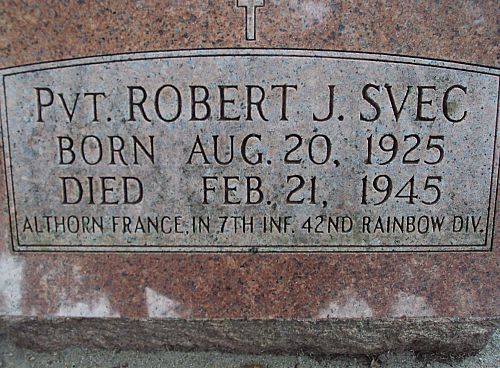 PVT. ROBERT J. SVEC
BORN AUG. 20, 1925
DIED FEB. 21, 1945
ALTHORN FRANCE, IN 7TH INF. 42ND RAINBOW DIV.